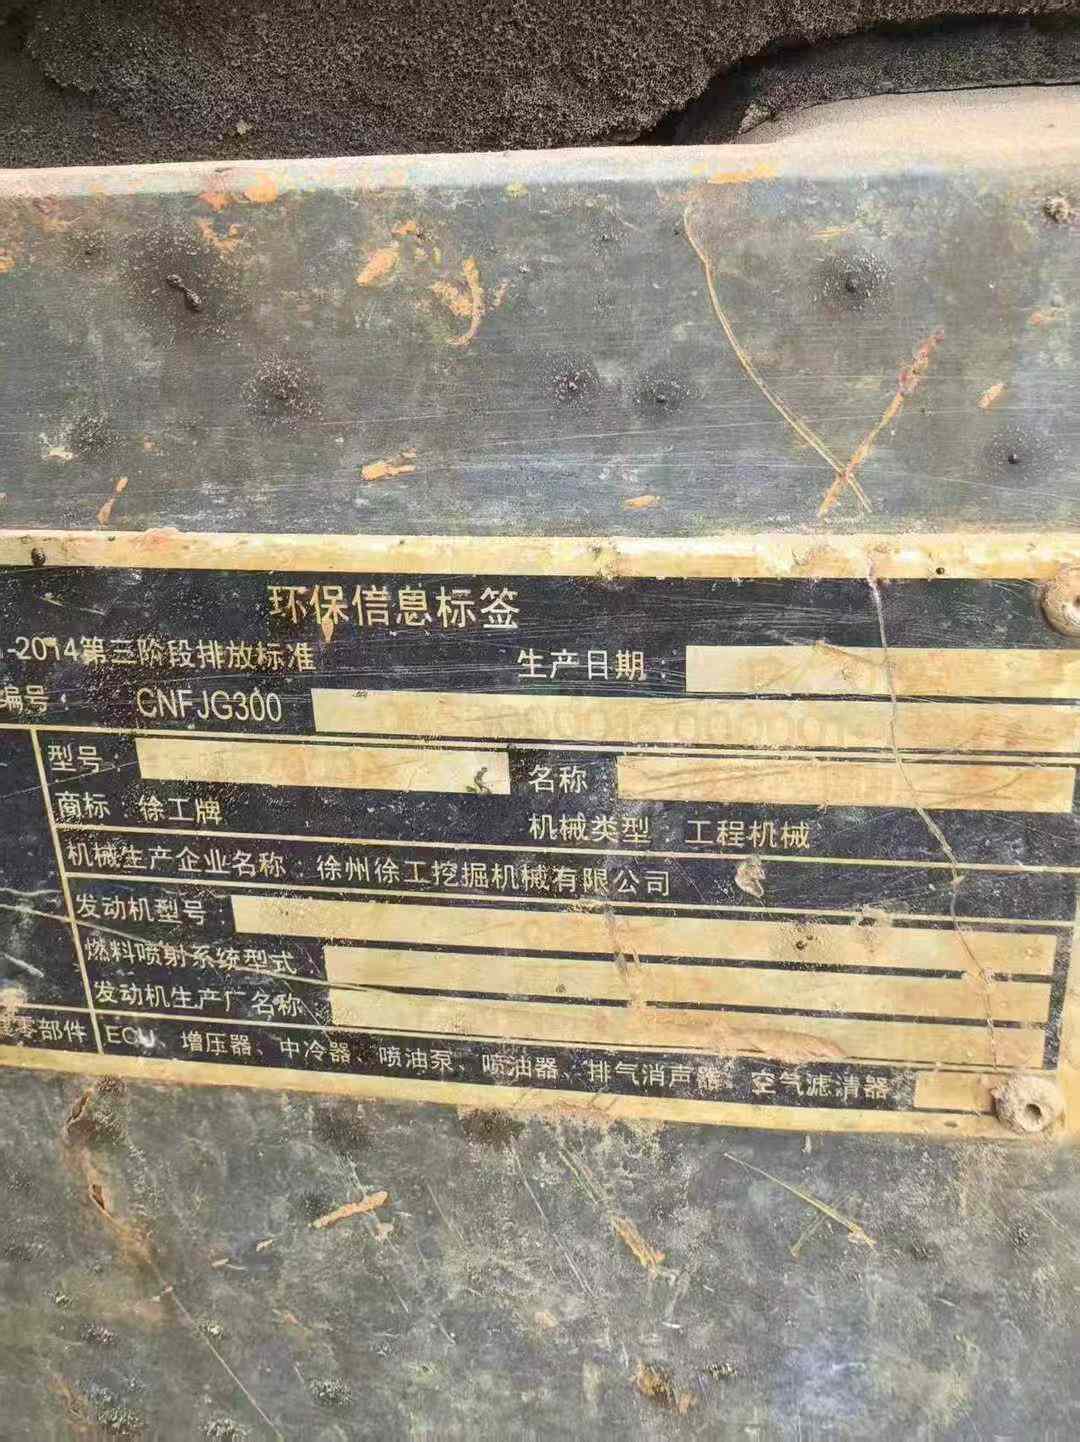 环保信息标签
-2014第三阶段排放标准 生产日期:
编号: CNFJG300
型号: 名称
商标: 徐工牌 机械类型: 工程机械
机械生产企业名称: 徐州徐工挖掘机械有限公司
发动机型号:
燃料喷射系统型式:
发动机生产厂名称
零部件 ECU、增压器、中冷器、喷油泵、喷油器、排气消声器 空气滤清器